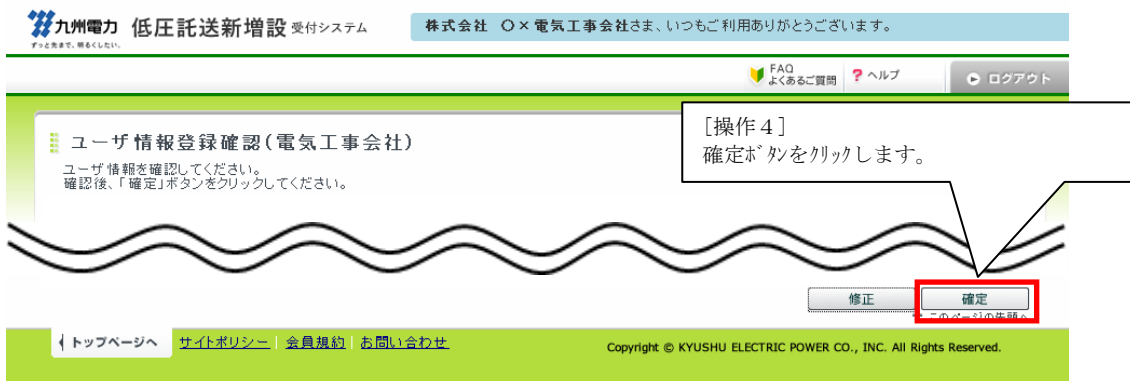 九州電力 低圧託送新増設 受付システム
ずっと先まで、明るくしたい。
株式会社 〇×電気工事会社さま、いつもご利用ありがとうございます。
FAQ
よくあるご質問
? ヘルプ
ログアウト
[操作4]
確定ﾎﾞﾀﾝをｸﾘｯｸします。
ユーザ情報登録確認(電気工事会社)
ユーザ情報を確認してください。
確認後、「確定」ボタンをクリックしてください。
修正
確定
このページの先頭へ
トップページへ
サイトポリシー | 会員規約 | お問い合わせ
Copyright © KYUSHU ELECTRIC POWER CO., INC. All Rights Reserved.